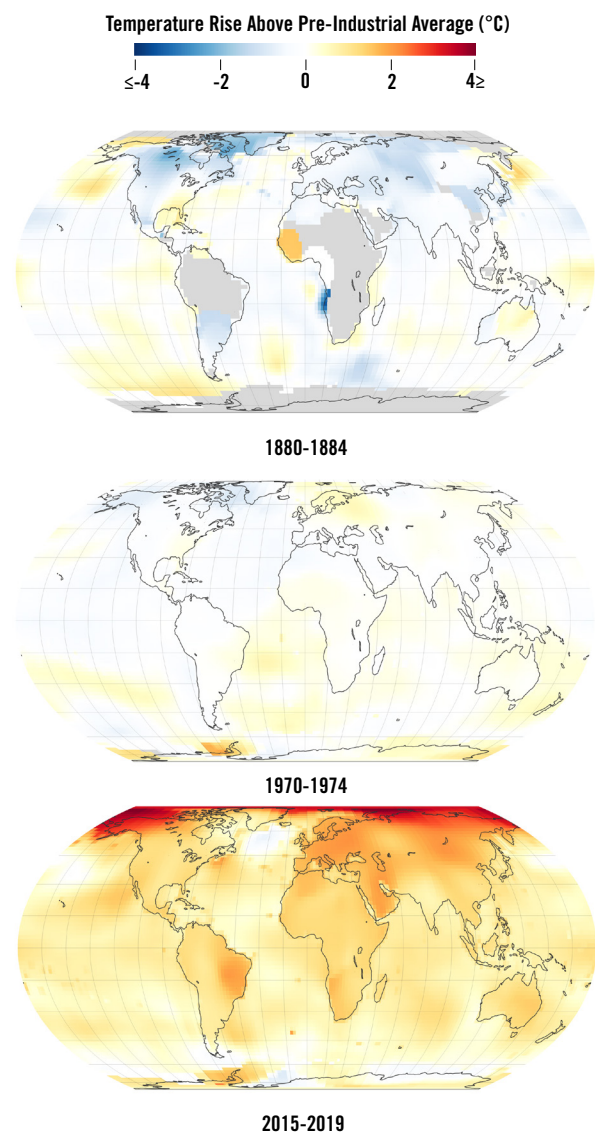 Temperature Rise Above Pre-Industrial Average (°C)
≤-4 -2 0 2 4≥
1880-1884
1970-1974
2015-2019